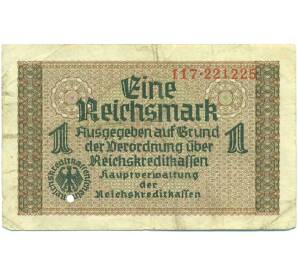 117·221225
Eine
Reichsmark
1 1
Ausgegeben auf Grund
der Verordnung über
Reichskreditkassen
Hauptverwaltung
der
Reichskreditkassen